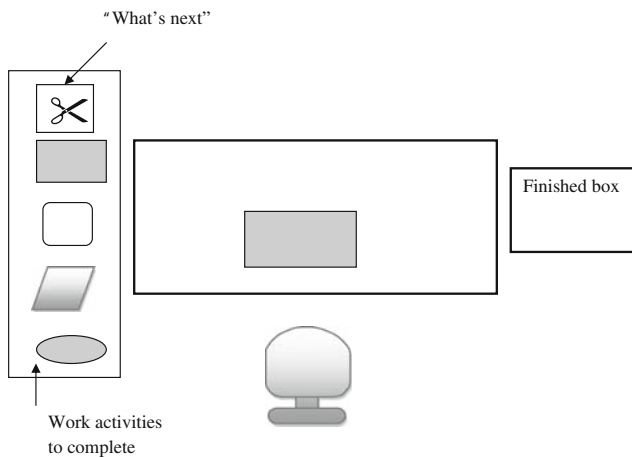 “What’s next”
Finished box
Work activities
to complete